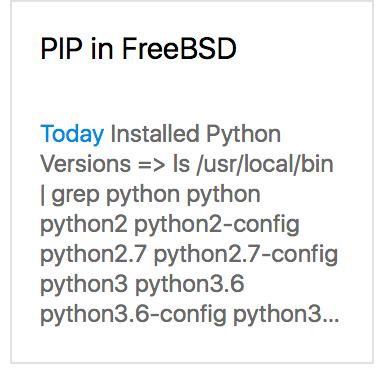 PIP in FreeBSD
Today Installed Python
Versions => ls /usr/local/bin
| grep python python
python2 python2-config
python2.7 python2.7-config
python3 python3.6
python3.6-config python3...